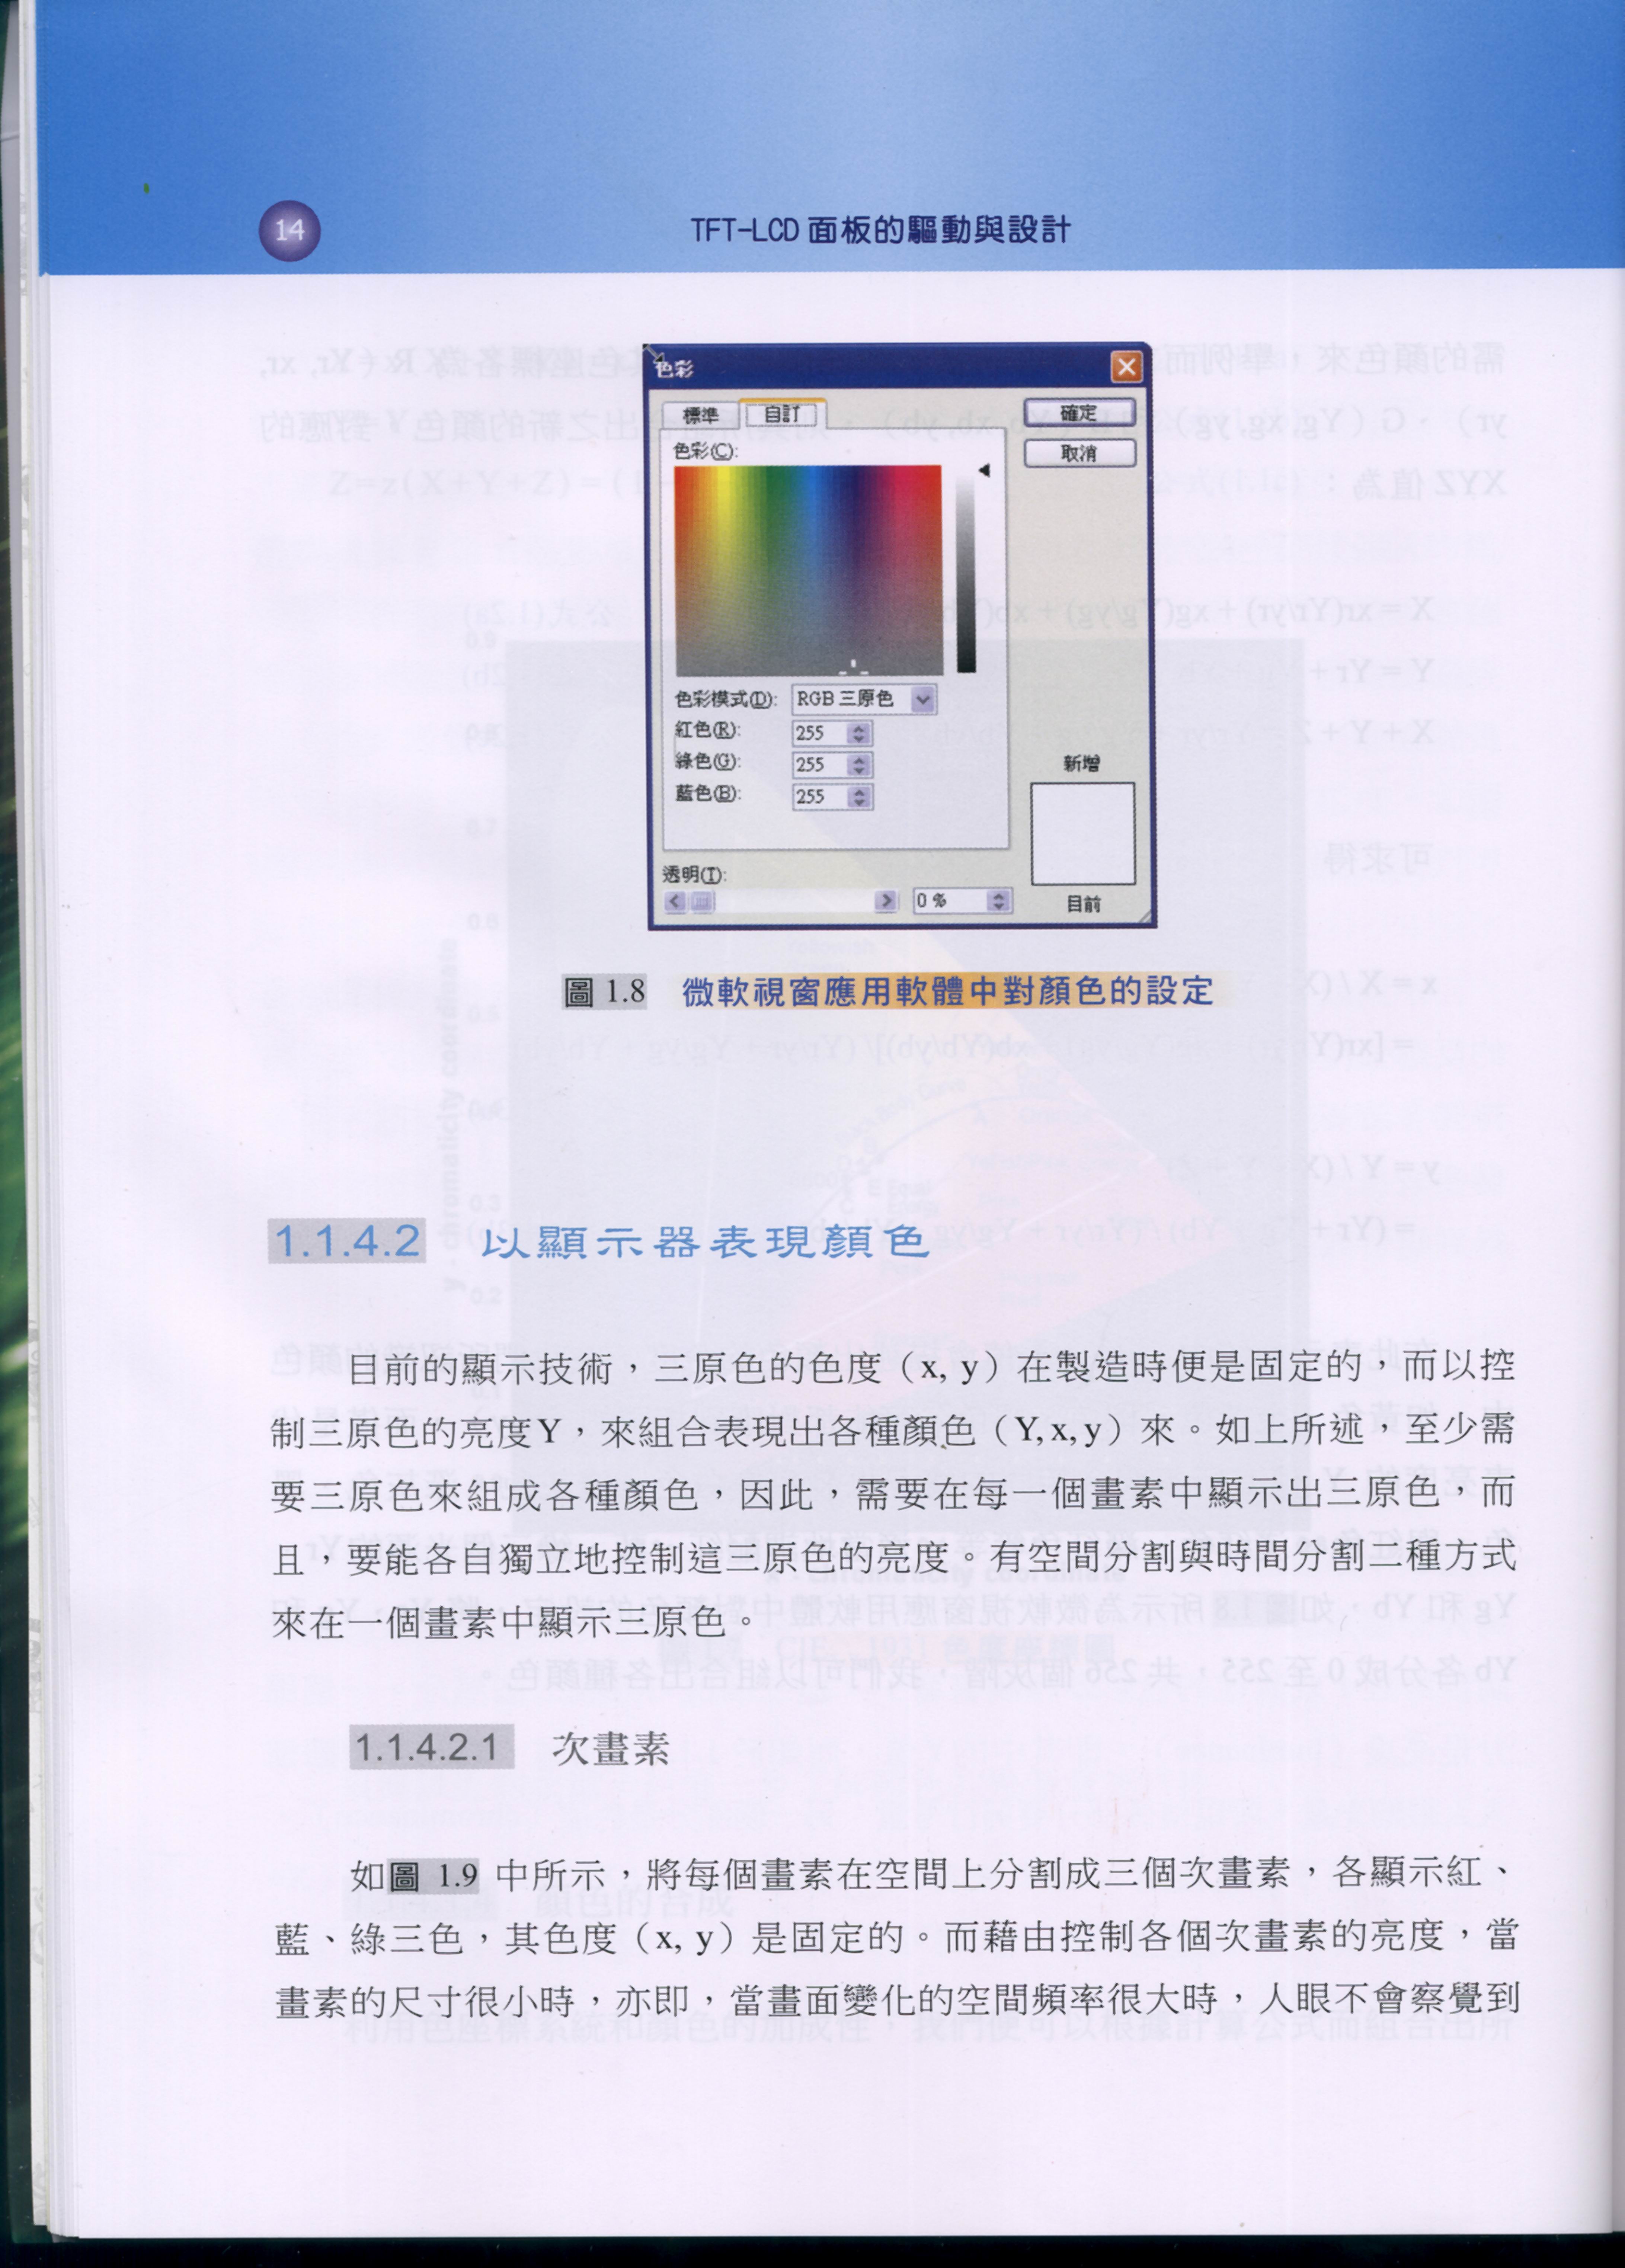 14
TFT-LCD 面板的驅動與設計
色彩
標準 自訂
確定
取消
色彩(C):
色彩模式(D): RGB 三原色
紅色(R): 255
綠色(G): 255
藍色(B): 255
新增
目前
透明(T):
0 %
圖 1.8 微軟視窗應用軟體中對顏色的設定
1.1.4.2 以顯示器表現顏色
目前的顯示技術，三原色的色度（x, y）在製造時便是固定的，而以控
制三原色的亮度Y，來組合表現出各種顏色（Y, x, y）來。如上所述，至少需
要三原色來組成各種顏色，因此，需要在每一個畫素中顯示出三原色，而
且，要能各自獨立地控制這三原色的亮度。有空間分割與時間分割二種方式
來在一個畫素中顯示三原色。
1.1.4.2.1 次畫素
如圖 1.9 中所示，將每個畫素在空間上分割成三個次畫素，各顯示紅、
藍、綠三色，其色度（x, y）是固定的。而藉由控制各個次畫素的亮度，當
畫素的尺寸很小時，亦即，當畫面變化的空間頻率很大時，人眼不會察覺到